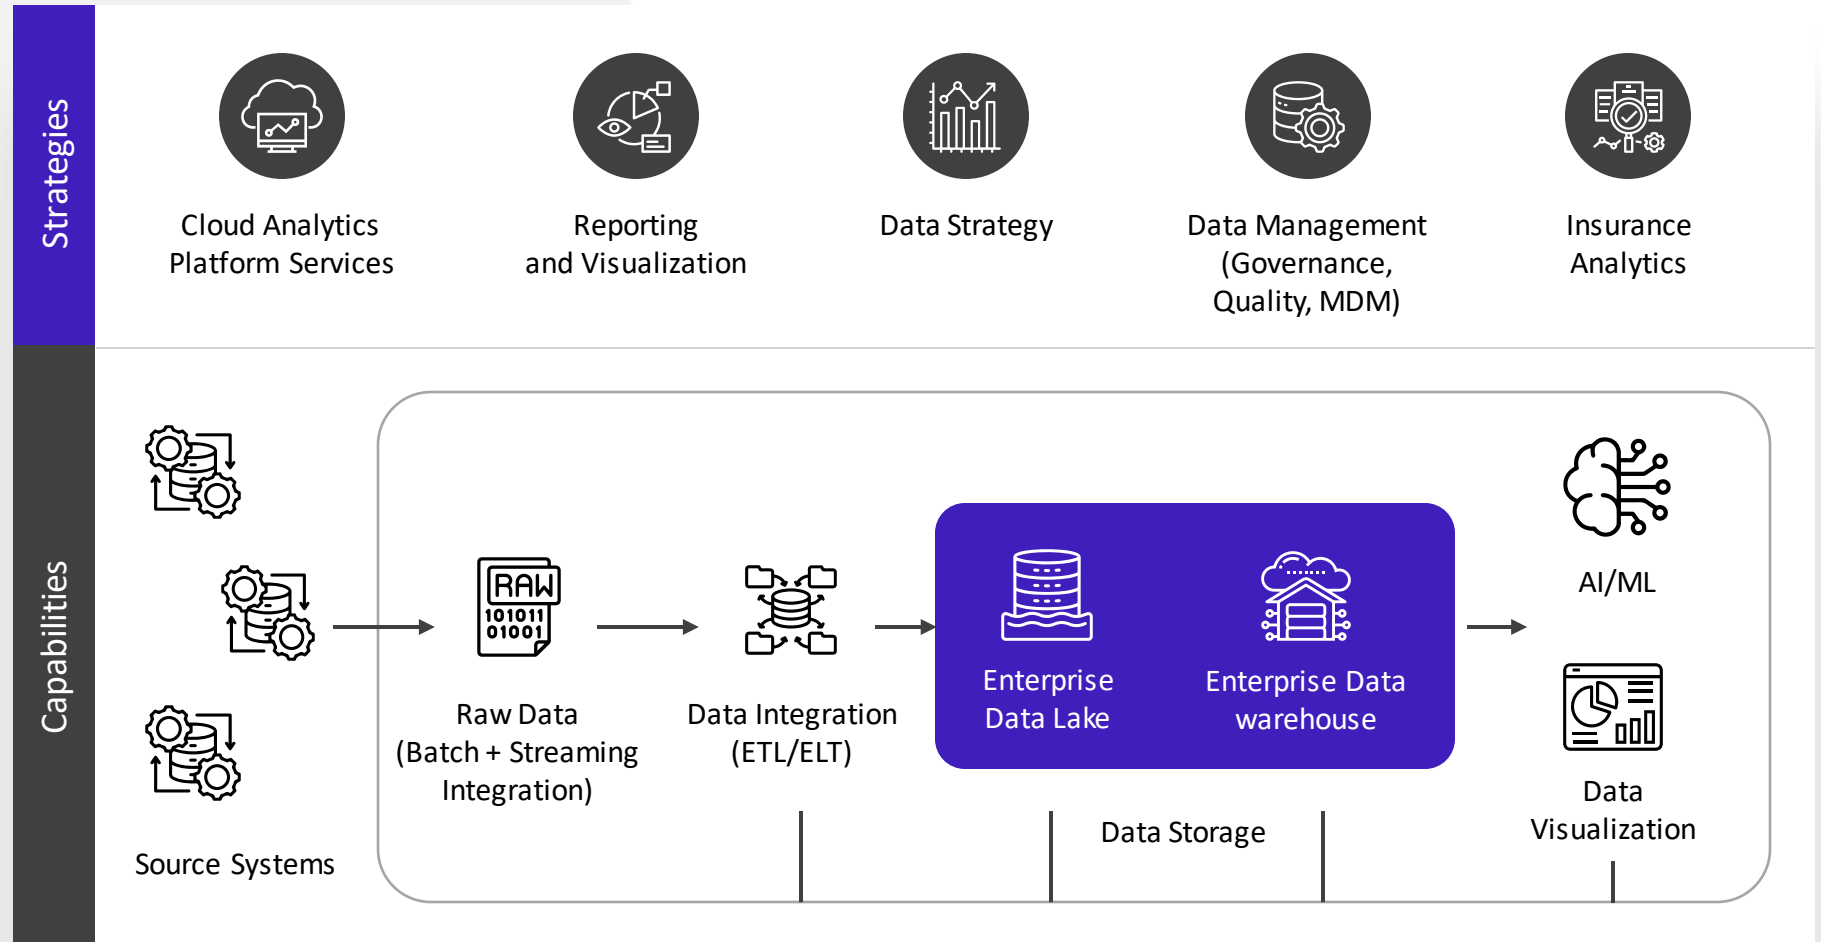 Strategies
Cloud Analytics
Platform Services
Reporting
and Visualization
Data Strategy
Data Management
(Governance,
Quality, MDM)
Insurance
Analytics
Capabilities
Source Systems
RAW
101011
01001
Raw Data
(Batch + Streaming
Integration)
Data Integration
(ETL/ELT)
Enterprise
Data Lake
Enterprise Data
warehouse
Data Storage
AI/ML
Data
Visualization